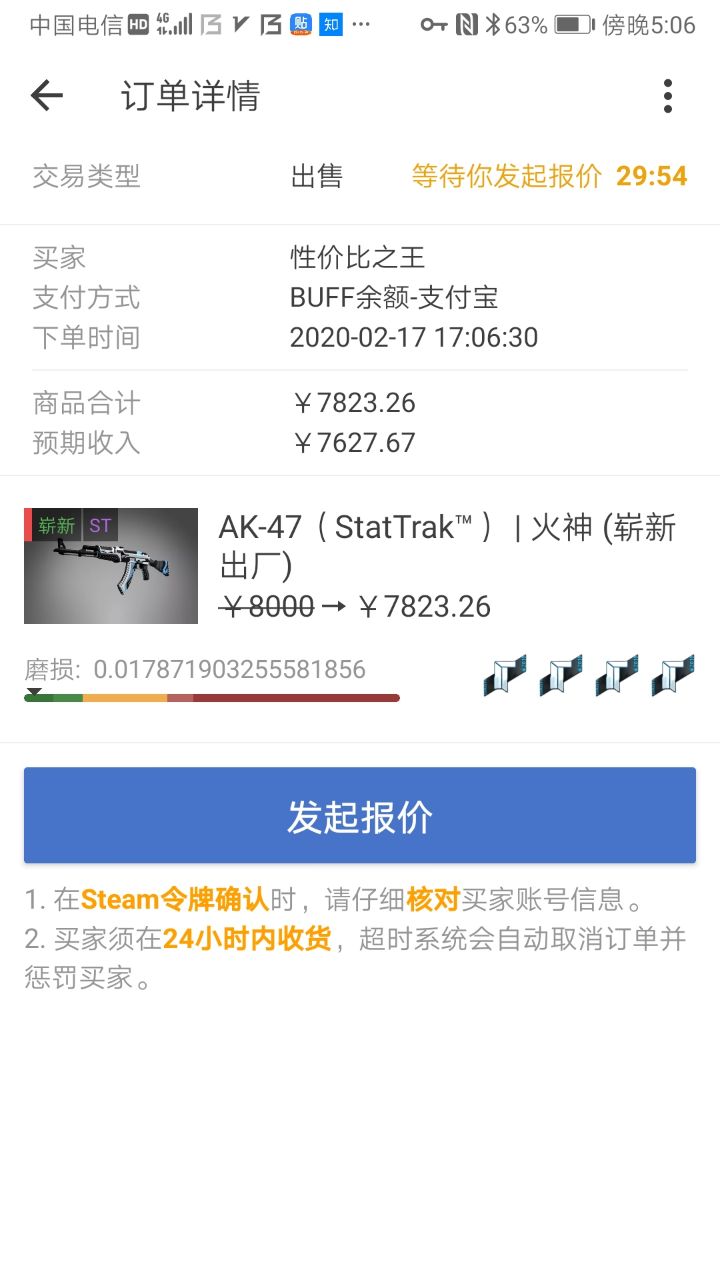 中国电信 HD 4G 63% 傍晚5:06
贴 知 ···
订单详情
交易类型 出售 等待你发起报价 29:54
买家 性价比之王
支付方式 BUFF余额-支付宝
下单时间 2020-02-17 17:06:30
商品合计 ￥7823.26
预期收入 ￥7627.67
崭新 ST
AK-47（StatTrak™） | 火神 (崭新
出厂)
￥8000 → ￥7823.26
磨损: 0.017871903255581856
发起报价
1. 在Steam令牌确认时，请仔细核对买家账号信息。
2. 买家须在24小时内收货，超时系统会自动取消订单并
惩罚买家。